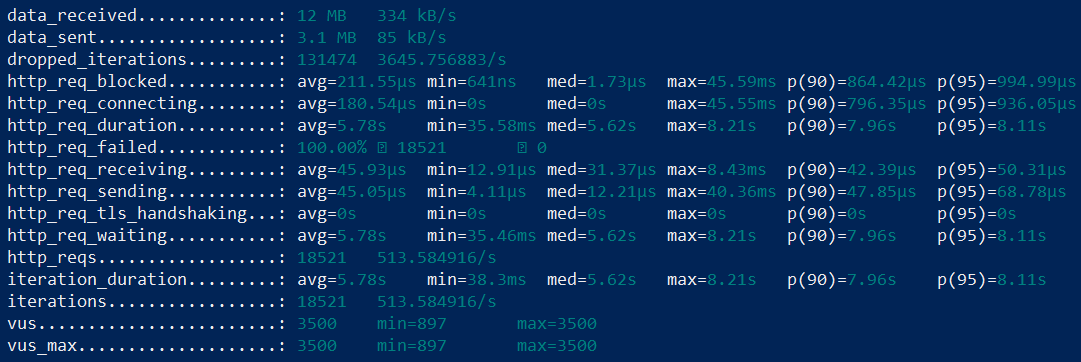 data_received..............: 12 MB   334 kB/s
data_sent..................: 3.1 MB  85 kB/s
dropped_iterations.........: 131474  3645.756883/s
http_req_blocked...........: avg=211.55µs min=641ns   med=1.73µs  max=45.59ms p(90)=864.42µs p(95)=994.99µs
http_req_connecting........: avg=180.54µs min=0s      med=0s      max=45.55ms p(90)=796.35µs p(95)=936.05µs
http_req_duration..........: avg=5.78s    min=35.58ms med=5.62s   max=8.21s   p(90)=7.96s    p(95)=8.11s
http_req_failed............: 100.00% 18521       0
http_req_receiving.........: avg=45.93µs  min=12.91µs med=31.37µs max=8.43ms  p(90)=42.39µs  p(95)=50.31µs
http_req_sending...........: avg=45.05µs  min=4.11µs  med=12.21µs max=40.36ms p(90)=47.85µs  p(95)=68.78µs
http_req_tls_handshaking...: avg=0s       min=0s      med=0s      max=0s      p(90)=0s       p(95)=0s
http_req_waiting...........: avg=5.78s    min=35.46ms med=5.62s   max=8.21s   p(90)=7.96s    p(95)=8.11s
http_reqs..................: 18521   513.584916/s
iteration_duration.........: avg=5.78s    min=38.3ms  med=5.62s   max=8.21s   p(90)=7.96s    p(95)=8.11s
iterations.................: 18521   513.584916/s
vus........................: 3500    min=897       max=3500
vus_max....................: 3500    min=897       max=3500